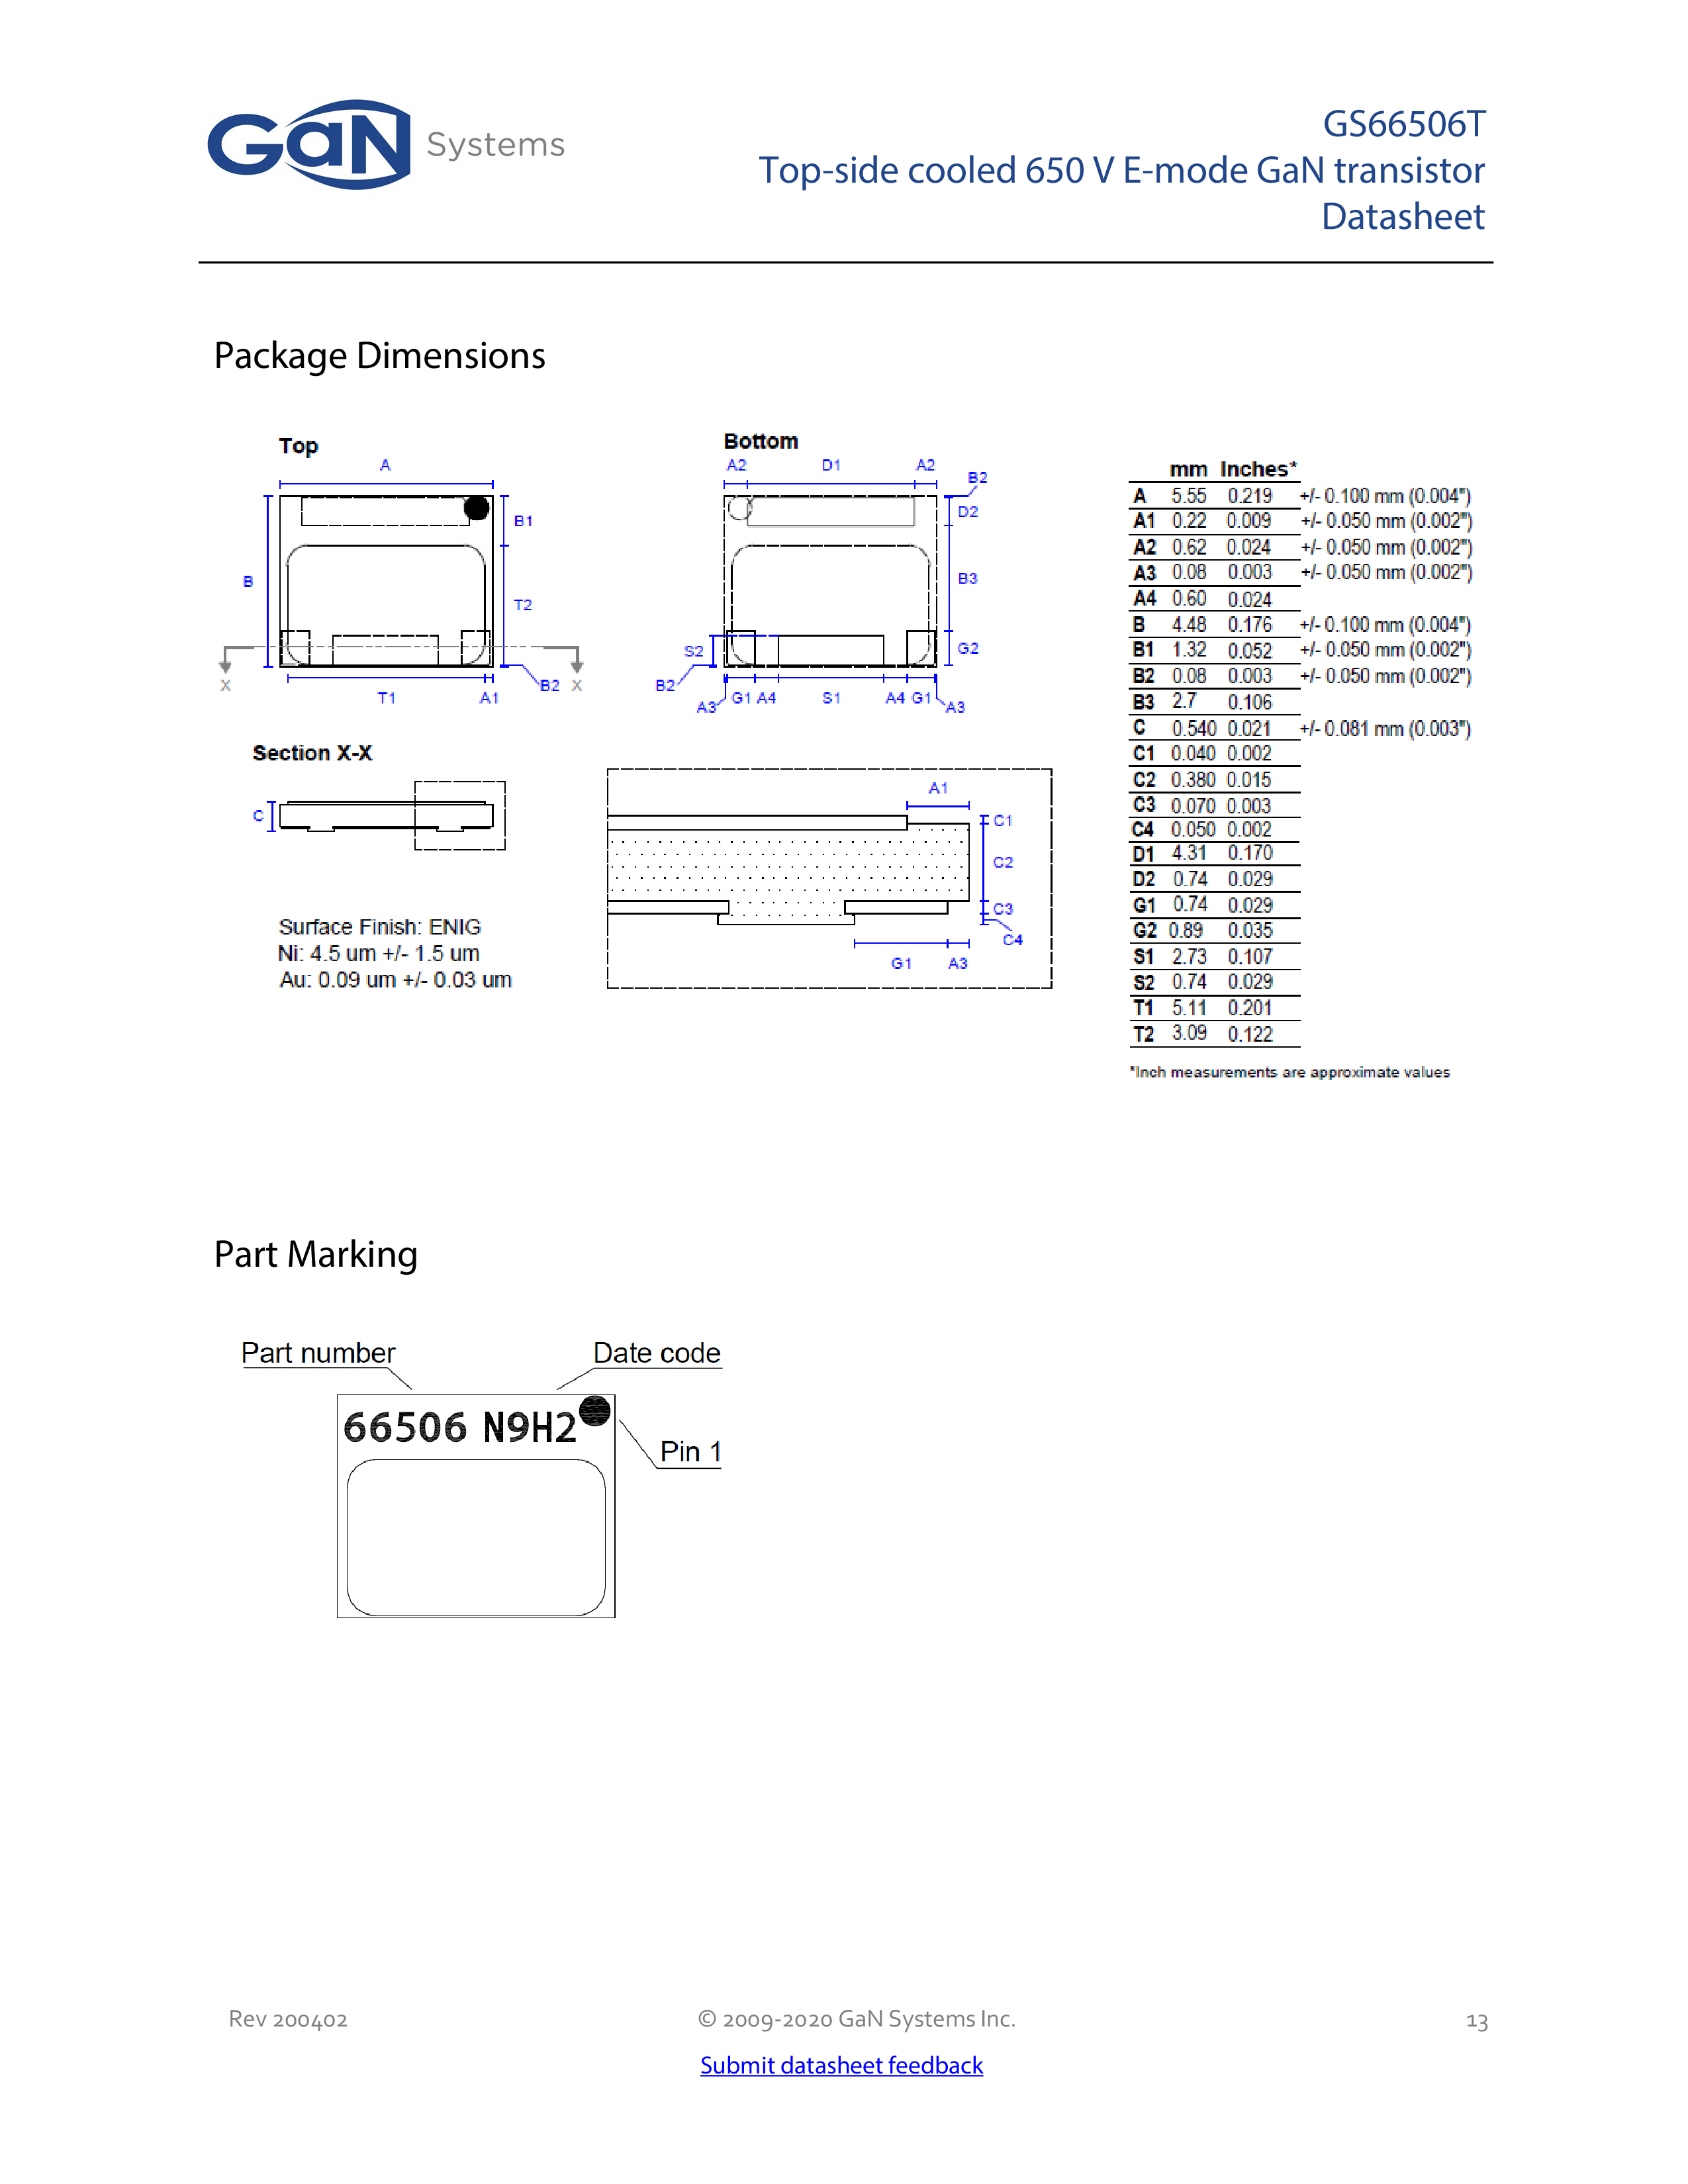 GaN Systems
GS66506T
Top-side cooled 650 V E-mode GaN transistor
Datasheet
Package Dimensions
Top
A
B
B1
T2
X
T1
A1
B2
X
Bottom
A2
D1
A2
B2
D2
B3
S2
G2
B2
A3
G1
A4
S1
A4
G1
A3
Section X-X
C
A1
C1
C2
C3
C4
G1
A3
Surface Finish: ENIG
Ni: 4.5 um +/- 1.5 um
Au: 0.09 um +/- 0.03 um
mm Inches*
A 5.55 0.219 +/- 0.100 mm (0.004")
A1 0.22 0.009 +/- 0.050 mm (0.002")
A2 0.62 0.024 +/- 0.050 mm (0.002")
A3 0.08 0.003 +/- 0.050 mm (0.002")
A4 0.60 0.024
B 4.48 0.176 +/- 0.100 mm (0.004")
B1 1.32 0.052 +/- 0.050 mm (0.002")
B2 0.08 0.003 +/- 0.050 mm (0.002")
B3 2.7 0.106
C 0.540 0.021 +/- 0.081 mm (0.003")
C1 0.040 0.002
C2 0.380 0.015
C3 0.070 0.003
C4 0.050 0.002
D1 4.31 0.170
D2 0.74 0.029
G1 0.74 0.029
G2 0.89 0.035
S1 2.73 0.107
S2 0.74 0.029
T1 5.11 0.201
T2 3.09 0.122
*Inch measurements are approximate values
Part Marking
Part number
Date code
66506 N9H2
Pin 1
Rev 200402
© 2009-2020 GaN Systems Inc.
13
Submit datasheet feedback